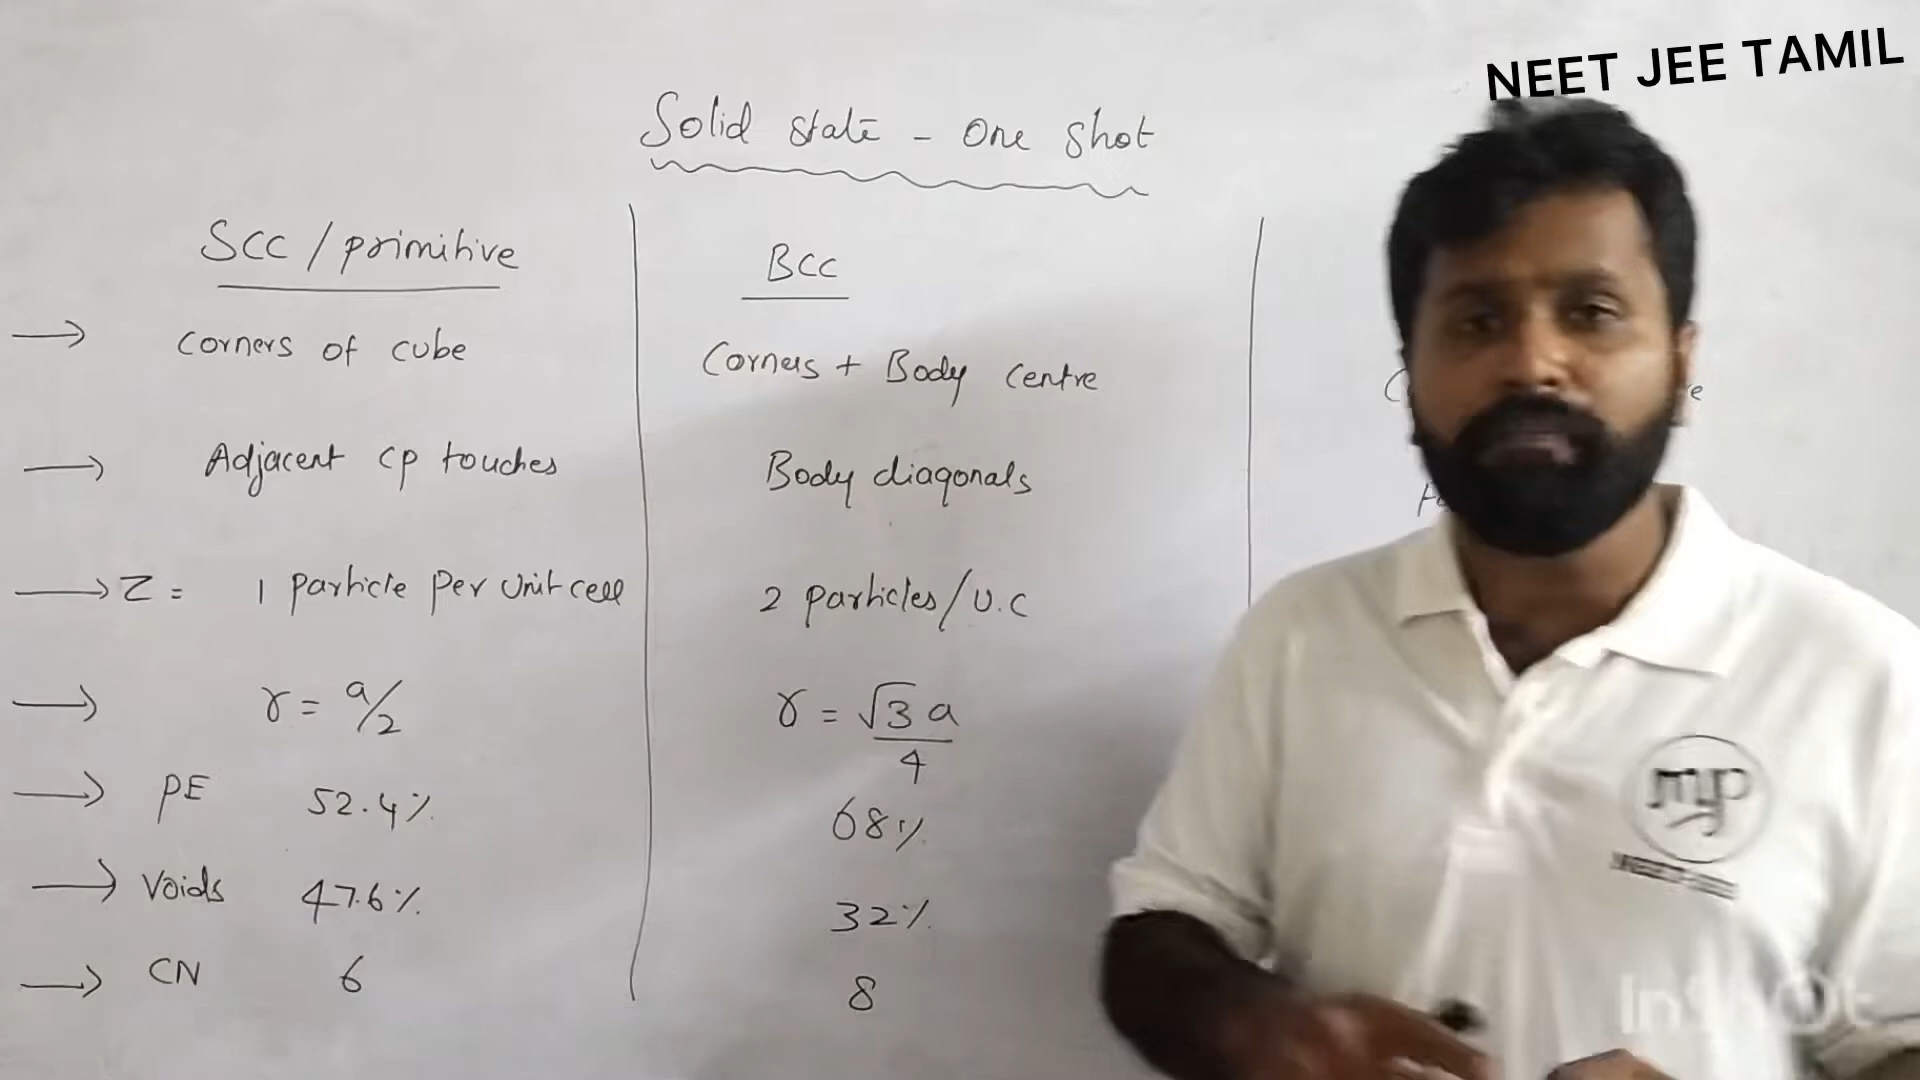 NEET JEE TAMIL
Solid state - One Shot
SCC / primitive
BCC
→ Corners of cube
Corners + Body centre
→ Adjacent cp touches
Body diagonals
→ Z = 1 particle per unit cell
2 particles/U.C
→ r = a/2
r = √3 a / 4
→ PE 52.4%
68%
→ Voids 47.6%
32%
→ CN 6
8
mp
InShOt